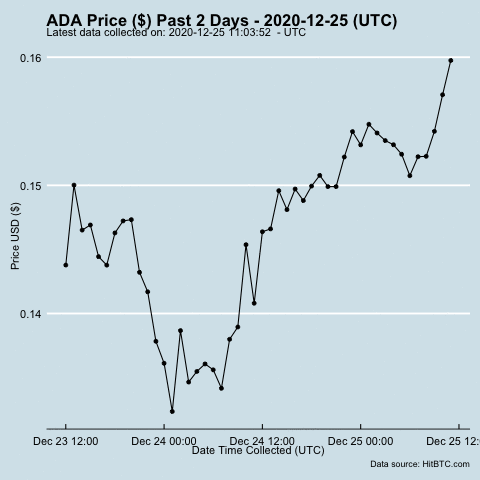 ADA Price ($) Past 2 Days - 2020-12-25 (UTC)
Latest data collected on: 2020-12-25 11:03:52 - UTC
0.16
0.15
0.14
Price USD ($)
Dec 23 12:00 Dec 24 00:00 Dec 24 12:00 Dec 25 00:00 Dec 25 12:0
Date Time Collected (UTC)
Data source: HitBTC.com